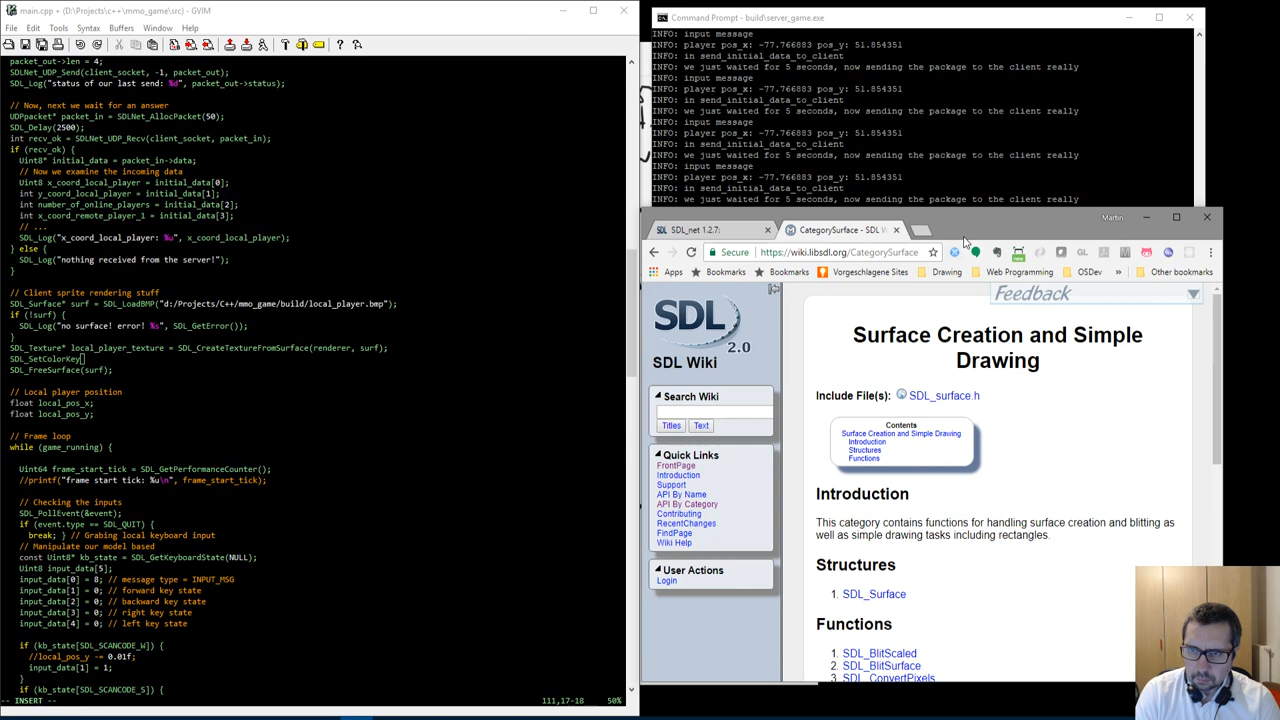 main.cpp + (D:\Projects\c++\mmo_game\src) - GVIM
File Edit Tools Syntax Buffers Window Help
packet_out->len = 4;
SDLNet_UDP_Send(client_socket, -1, packet_out);
SDL_Log("status of our last send: %d", packet_out->status);
// Now, next we wait for an answer
UDPpacket* packet_in = SDLNet_AllocPacket(50);
SDL_Delay(2500);
int recv_ok = SDLNet_UDP_Recv(client_socket, packet_in);
if (recv_ok) {
Uint8* initial_data = packet_in->data;
// Now we examine the incoming data
Uint8 x_coord_local_player = initial_data[0];
int y_coord_local_player = initial_data[1];
int number_of_online_players = initial_data[2];
int x_coord_remote_player_1 = initial_data[3];
// ...
SDL_Log("x_coord_local_player: %u", x_coord_local_player);
} else {
SDL_Log("nothing received from the server!");
}
// Client sprite rendering stuff
SDL_Surface* surf = SDL_LoadBMP("d:/Projects/C++/mmo_game/build/local_player.bmp");
if (!surf) {
SDL_Log("no surface! error! %s", SDL_GetError());
}
SDL_Texture* local_player_texture = SDL_CreateTextureFromSurface(renderer, surf);
SDL_SetColorKey
SDL_FreeSurface(surf);
// Local player position
float local_pos_x;
float local_pos_y;
// Frame loop
while (game_running) {
Uint64 frame_start_tick = SDL_GetPerformanceCounter();
//printf("frame start tick: %u\n", frame_start_tick);
// Checking the inputs
SDL_PollEvent(&event);
if (event.type == SDL_QUIT) {
break; } // Grabing local keyboard input
// Manipulate our model based
const Uint8* kb_state = SDL_GetKeyboardState(NULL);
Uint8 input_data[5];
input_data[0] = 8; // message type = INPUT_MSG
input_data[1] = 0; // forward key state
input_data[2] = 0; // backward key state
input_data[3] = 0; // right key state
input_data[4] = 0; // left key state
if (kb_state[SDL_SCANCODE_W]) {
//local_pos_y -= 0.01f;
input_data[1] = 1;
}
if (kb_state[SDL_SCANCODE_S]) {
-- INSERT -- 111,17-18 50%
Command Prompt - build\server_game.exe
INFO: input message
INFO: player pos_x: -77.766883 pos_y: 51.854351
INFO: in send_initial_data_to_client
INFO: we just waited for 5 seconds, now sending the package to the client really
INFO: input message
INFO: player pos_x: -77.766883 pos_y: 51.854351
INFO: in send_initial_data_to_client
INFO: we just waited for 5 seconds, now sending the package to the client really
INFO: input message
INFO: player pos_x: -77.766883 pos_y: 51.854351
INFO: in send_initial_data_to_client
INFO: we just waited for 5 seconds, now sending the package to the client really
INFO: input message
INFO: player pos_x: -77.766883 pos_y: 51.854351
INFO: in send_initial_data_to_client
INFO: we just waited for 5 seconds, now sending the package to the client really
Martin
SDL_net 1.2.7: CategorySurface - SDL W
Secure https://wiki.libsdl.org/CategorySurface
Apps Bookmarks Bookmarks Vorgeschlagene Sites Drawing Web Programming OSDev » Other bookmarks
SDL 2.0
SDL Wiki
Search Wiki
Titles Text
Quick Links
FrontPage
Introduction
Support
API By Name
API By Category
Contributing
RecentChanges
FindPage
Wiki Help
User Actions
Login
Feedback
Surface Creation and Simple
Drawing
Include File(s): SDL_surface.h
Contents
Surface Creation and Simple Drawing
Introduction
Structures
Functions
Introduction
This category contains functions for handling surface creation and blitting as
well as simple drawing tasks including rectangles.
Structures
1. SDL_Surface
Functions
1. SDL_BlitScaled
2. SDL_BlitSurface
3. SDL_ConvertPixels